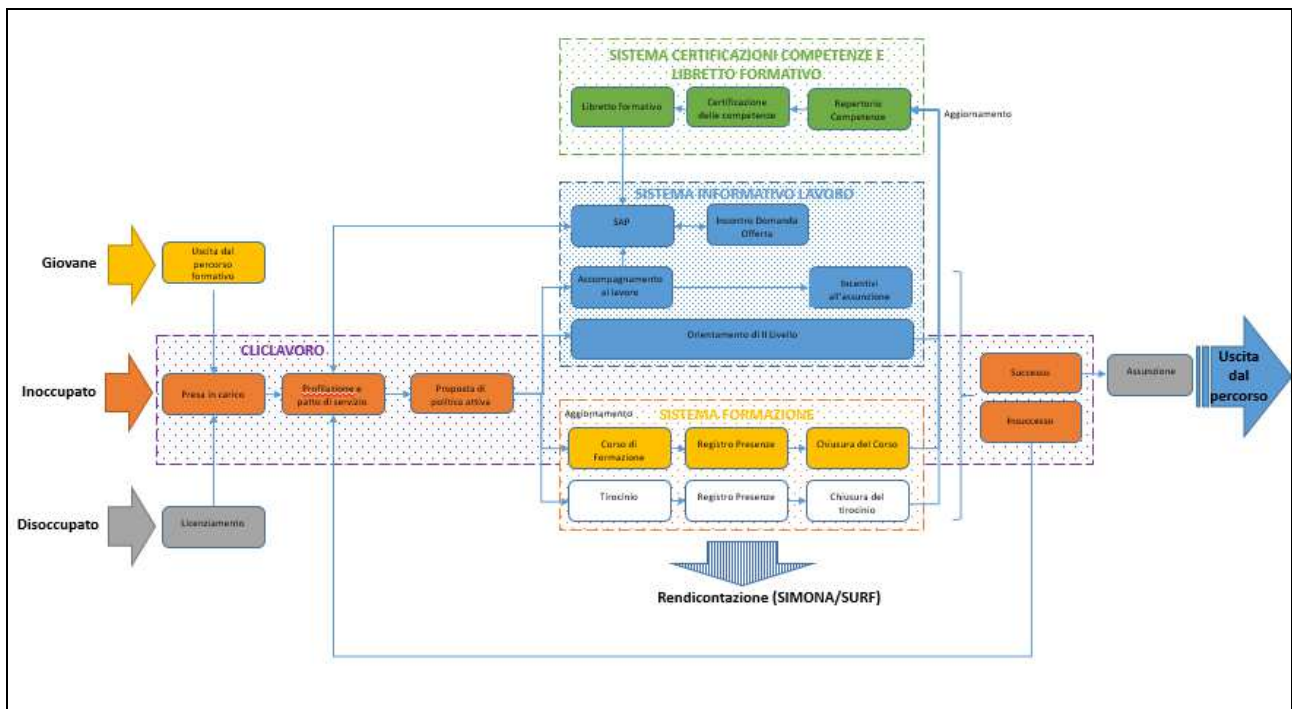 SISTEMA CERTIFICAZIONI COMPETENZE E
LIBRETTO FORMATIVO
Libretto formativo
Certificazione
delle competenze
Repertorio
Competenze
Aggiornamento
SISTEMA INFORMATIVO LAVORO
SAP
Incontro Domanda
Offerta
Giovane
Uscita dal
percorso
formativo
Accompagnamento
al lavoro
Incentivi
all'assunzione
Orientamento di II Livello
CLICLAVORO
Inoccupato
Presa in carico
Profilazione e
patto di servizio
Proposta di
politica attiva
Successo
Insuccesso
Assunzione
Uscita
dal
percorso
Aggiornamento
SISTEMA FORMAZIONE
Corso di
Formazione
Registro Presenze
Chiusura del Corso
Tirocinio
Registro Presenze
Chiusura del
tirocinio
Disoccupato
Licenziamento
Rendicontazione (SIMONA/SURF)